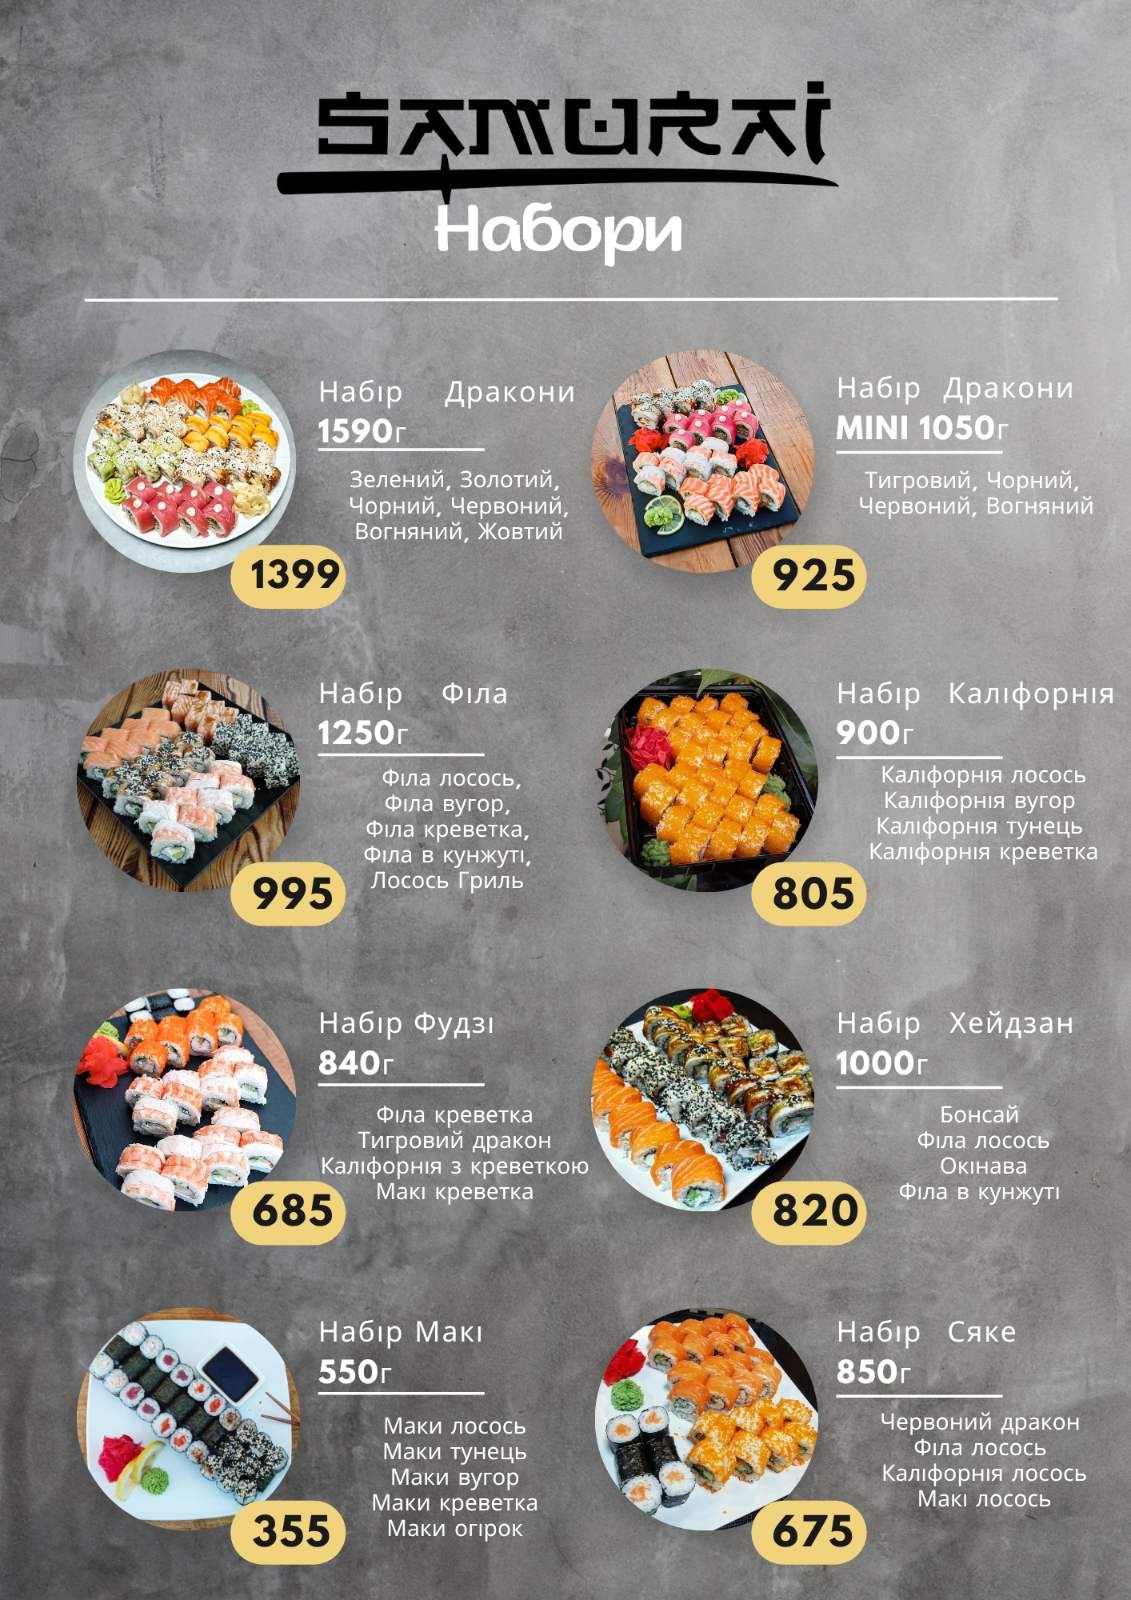 SAMURAI
Набори
Набір Дракони
1590г
Зелений, Золотий,
Чорний, Червоний,
Вогняний, Жовтий
1399
Набір Дракони
MINI 1050г
Тигровий, Чорний,
Червоний, Вогняний
925
Набір Філа
1250г
Філа лосось,
Філа вугор,
Філа креветка,
Філа в кунжуті,
Лосось Гриль
995
Набір Каліфорнія
900г
Каліфорнія лосось
Каліфорнія вугор
Каліфорнія тунець
Каліфорнія креветка
805
Набір Фудзі
840г
Філа креветка
Тигровий дракон
Каліфорнія з креветкою
Макі креветка
685
Набір Хейдзан
1000г
Бонсай
Філа лосось
Окінава
Філа в кунжуті
820
Набір Макі
550г
Маки лосось
Маки тунець
Маки вугор
Маки креветка
Маки огірок
355
Набір Сяке
850г
Червоний дракон
Філа лосось
Каліфорнія лосось
Макі лосось
675